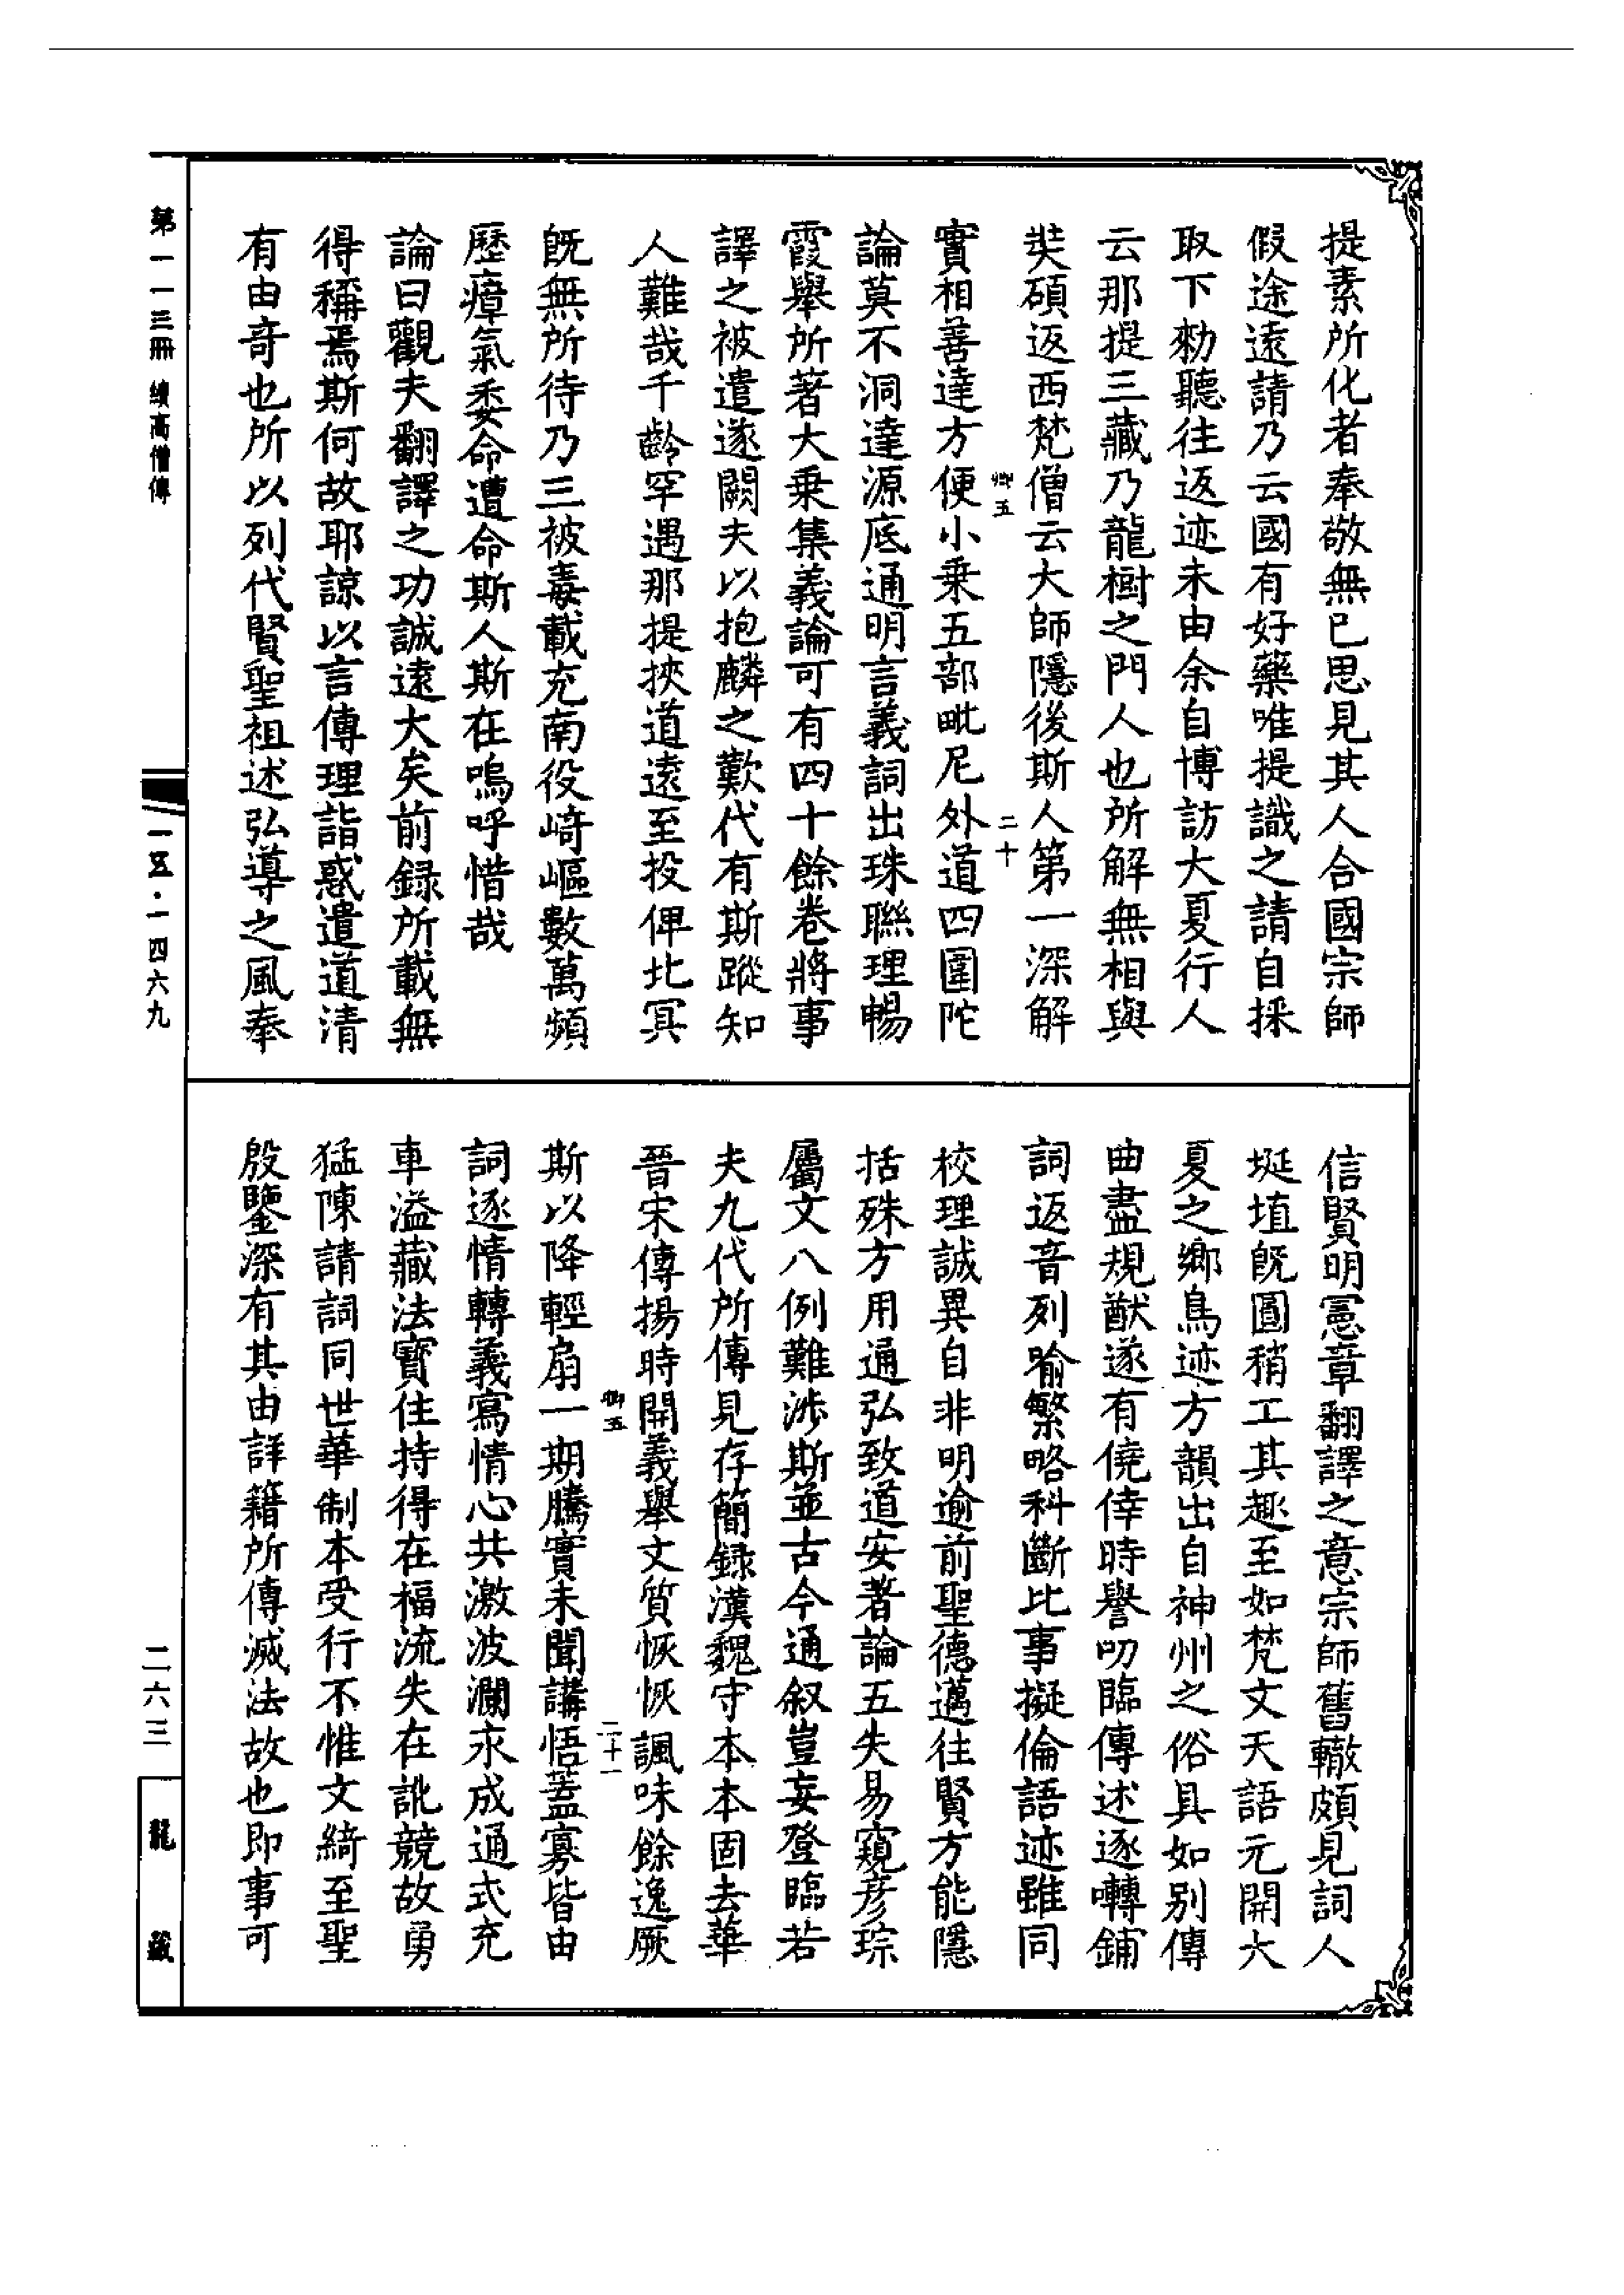 提素所化者奉敬無已思見其人合國宗師
假途遠請乃云國有好藥唯提識之請自採
取下勑聽往返迹未由余自博訪大夏行人
云那提三藏乃龍樹之門人也所解無相與
奘碩返西梵僧云大師隱後斯人第一深解
卿五
二十
實相善達方便小乗五部毗尼外道四圍陀
論莫不洞達源底通明言義詞出珠聯理暢
霞舉所著大乗集義論可有四十餘卷將事
譯之被遣遂闕夫以抱麟之歎代有斯蹤知
人難哉千齡罕遇那提挾道遠至投俾北冥
旣無所待乃三被毒載充南役崎嶇數萬頻
歷瘴氣委命遭命斯人斯在嗚呼惜哉
論曰觀夫翻譯之功誠遠大矣前録所載無
得稱焉斯何故耶諒以言傳理詣惑遣道清
有由奇也所以列代賢聖祖述弘導之風奉
信賢明憲章翻譯之意宗師舊轍頗見詞人
埏埴旣圓稍工其趣至如梵文天語元開大
夏之鄉鳥迹方韻出自神州之俗具如別傳
曲盡規猷遂有僥倖時譽叨臨傳述逐囀鋪
詞返音列喻繁略科斷比事擬倫語迹雖同
校理誠異自非明逾前聖德邁往賢方能隱
括殊方用通弘致道安著論五失易窺彦琮
屬文八例難涉斯並古今通叙豈妄登臨若
夫九代所傳見存簡録漢魏守本本固去華
晉宋傳揚時開義舉文質恢恢諷味餘逸厥
卿五
二十一
斯以降輕扇一期騰實未聞講悟蓋寡皆由
詞逐情轉義寫情心共激波瀾永成通式充
車溢藏法寳住持得在福流失在訛競故勇
猛陳請詞同世華制本受行不惟文綺至聖
殷鑒深有其由詳籍所傳滅法故也即事可
第一一三冊 續高僧傳
一五·一四六九
二六三
龍藏